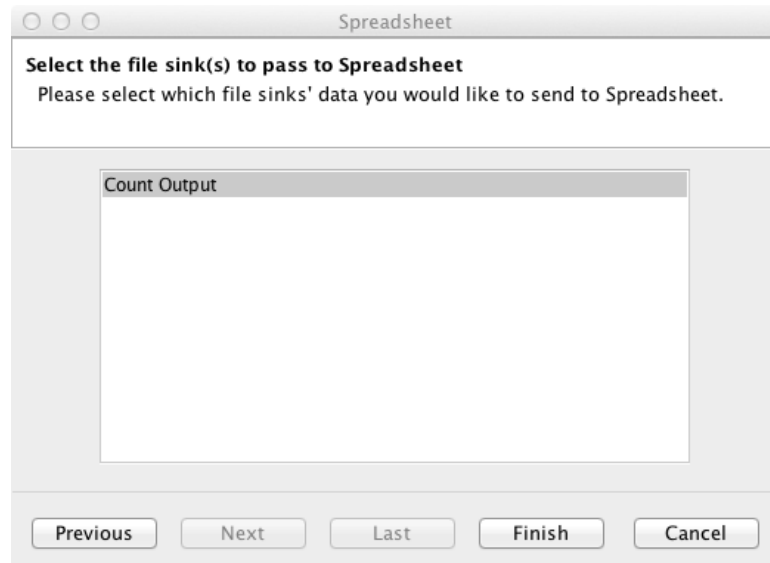 Spreadsheet
Select the file sink(s) to pass to Spreadsheet
Please select which file sinks' data you would like to send to Spreadsheet.
Count Output
Previous Next Last Finish Cancel